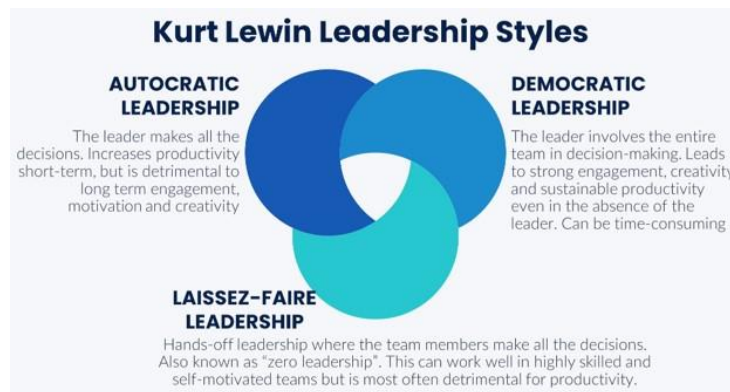 Kurt Lewin Leadership Styles
AUTOCRATIC
LEADERSHIP
The leader makes all the
decisions. Increases productivity
short-term, but is detrimental to
long term engagement,
motivation and creativity
DEMOCRATIC
LEADERSHIP
The leader involves the entire
team in decision-making. Leads
to strong engagement, creativity
and sustainable productivity
even in the absence of the
leader. Can be time-consuming
LAISSEZ-FAIRE
LEADERSHIP
Hands-off leadership where the team members make all the decisions.
Also known as “zero leadership”. This can work well in highly skilled and
self-motivated teams but is most often detrimental for productivity.